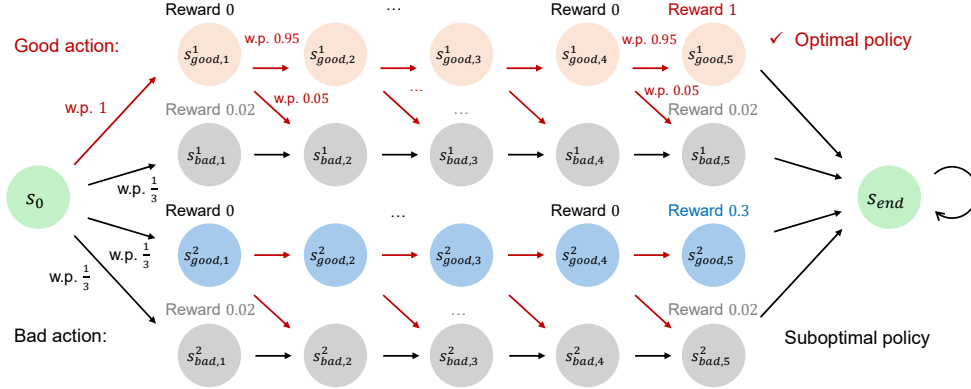 Reward 0 ... Reward 0 Reward 1
Good action: w.p. 0.95 w.p. 0.95 ✓ Optimal policy
$s^1_{good,1}$ $s^1_{good,2}$ $s^1_{good,3}$ $s^1_{good,4}$ $s^1_{good,5}$
w.p. 1 w.p. 0.05 ... w.p. 0.05
Reward 0.02 ... Reward 0.02
$s^1_{bad,1}$ $s^1_{bad,2}$ $s^1_{bad,3}$ $s^1_{bad,4}$ $s^1_{bad,5}$
w.p. $\frac{1}{3}$
$s_0$ $s_{end}$
Reward 0 ... Reward 0 Reward 0.3
w.p. $\frac{1}{3}$
$s^2_{good,1}$ $s^2_{good,2}$ $s^2_{good,3}$ $s^2_{good,4}$ $s^2_{good,5}$
w.p. $\frac{1}{3}$
Reward 0.02 ... Reward 0.02
Bad action: Suboptimal policy
$s^2_{bad,1}$ $s^2_{bad,2}$ $s^2_{bad,3}$ $s^2_{bad,4}$ $s^2_{bad,5}$